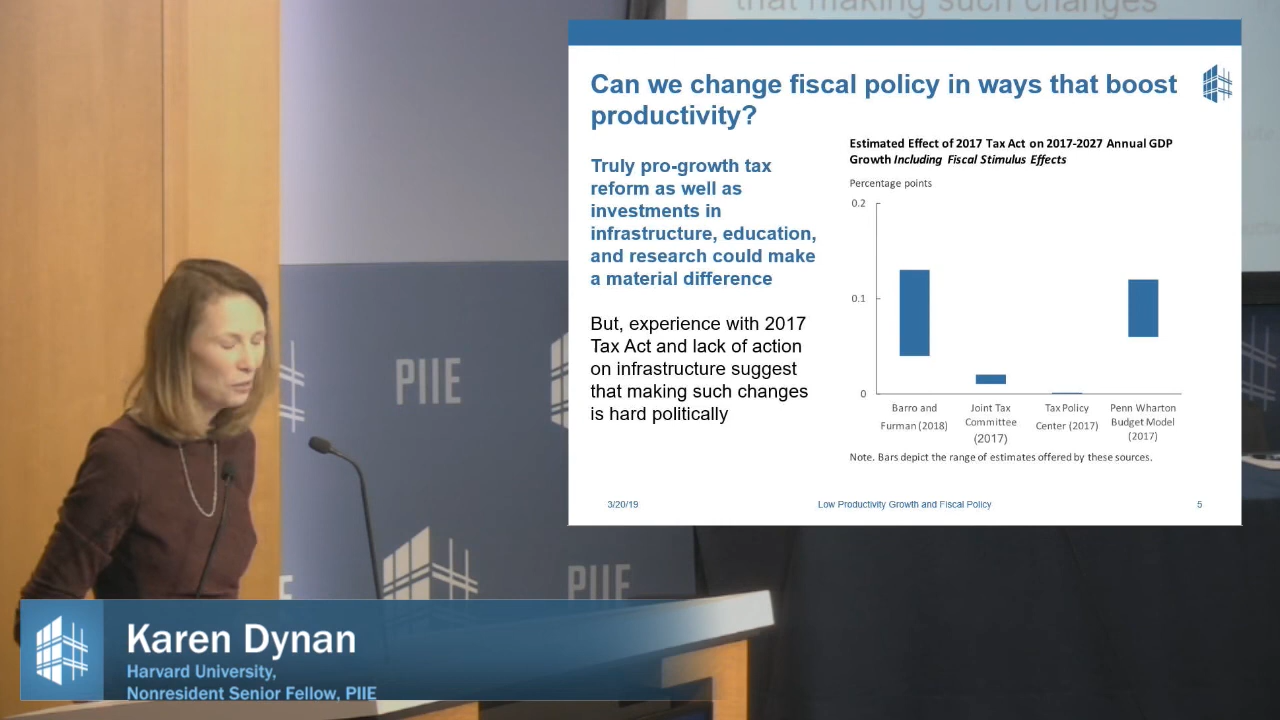 that making such changes
Can we change fiscal policy in ways that boost
productivity?
Truly pro-growth tax
reform as well as
investments in
infrastructure, education,
and research could make
a material difference
But, experience with 2017
Tax Act and lack of action
on infrastructure suggest
that making such changes
is hard politically
Estimated Effect of 2017 Tax Act on 2017-2027 Annual GDP
Growth Including Fiscal Stimulus Effects
Percentage points
0.2
0.1
0
Barro and
Furman (2018)
Joint Tax
Committee
(2017)
Tax Policy
Center (2017)
Penn Wharton
Budget Model
(2017)
Note. Bars depict the range of estimates offered by these sources.
3/20/19
Low Productivity Growth and Fiscal Policy
5
PIIE
PIIE
Karen Dynan
Harvard University,
Nonresident Senior Fellow, PIIE